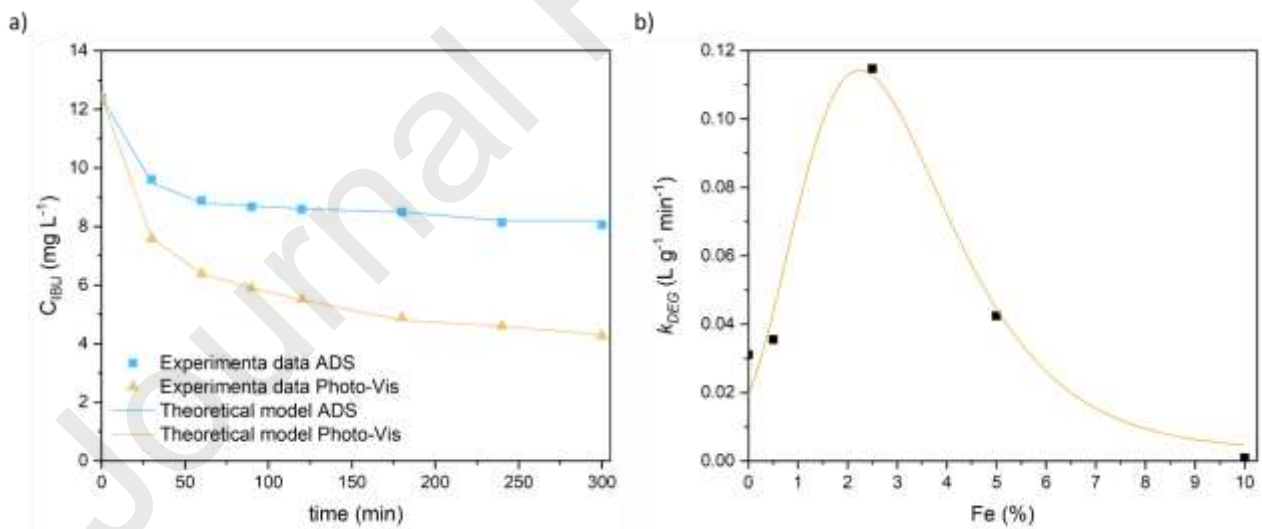 a)
14
12
10
8
6
4
2
0
C_IBU (mg L⁻¹)
Experimenta data ADS
Experimenta data Photo-Vis
Theoretical model ADS
Theoretical model Photo-Vis
0 50 100 150 200 250 300
time (min)
b)
0.12
0.10
0.08
0.06
0.04
0.02
0.00
k_DEG (L g⁻¹ min⁻¹)
0 1 2 3 4 5 6 7 8 9 10
Fe (%)
Journal